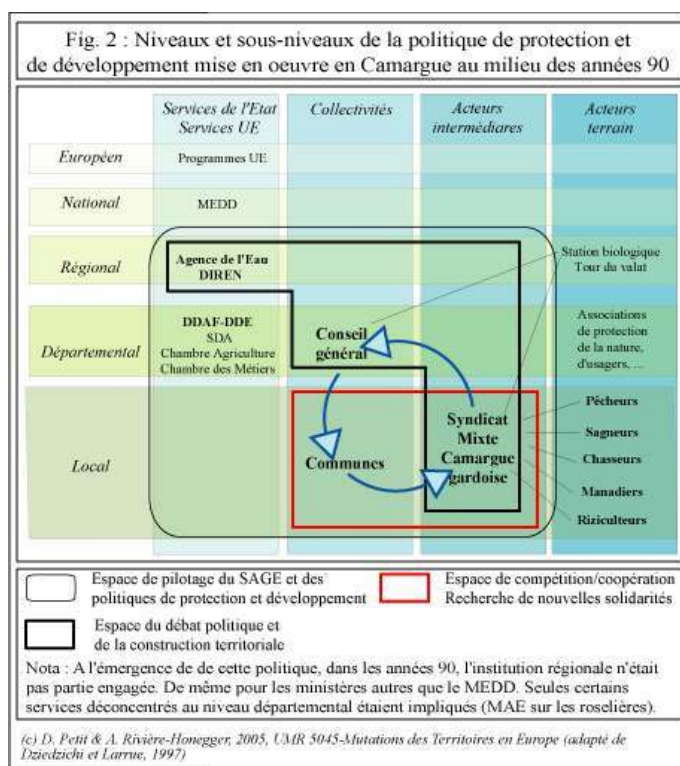 Fig. 2 : Niveaux et sous-niveaux de la politique de protection et
de développement mise en oeuvre en Camargue au milieu des années 90
Services de l'Etat
Services UE
Collectivités
Acteurs
intermédiares
Acteurs
terrain
Européen
Programmes UE
National
MEDD
Régional
Agence de l'Eau
DIREN
Station biologique
Tour du valat
Départemental
DDAF-DDE
SDA
Chambre Agriculture
Chambre des Métiers
Conseil
général
Associations
de protection
de la nature,
d'usagers, ...
Local
Communes
Syndicat
Mixte
Camargue
gardoise
Pêcheurs
Sagneurs
Chasseurs
Manadiers
Riziculteurs
Espace de pilotage du SAGE et des
politiques de protection et développement
Espace de compétition/coopération
Recherche de nouvelles solidarités
Espace du débat politique et
de la construction territoriale
Nota : A l'émergence de de cette politique, dans les années 90, l'institution régionale n'était
pas partie engagée. De même pour les ministères autres que le MEDD. Seules certains
services déconcentrés au niveau départemental étaient impliqués (MAE sur les roselières).
(c) D. Petit & A. Rivière-Honegger, 2005, UMR 5045-Mutations des Territoires en Europe (adapté de
Dziedzichi et Larrue, 1997)